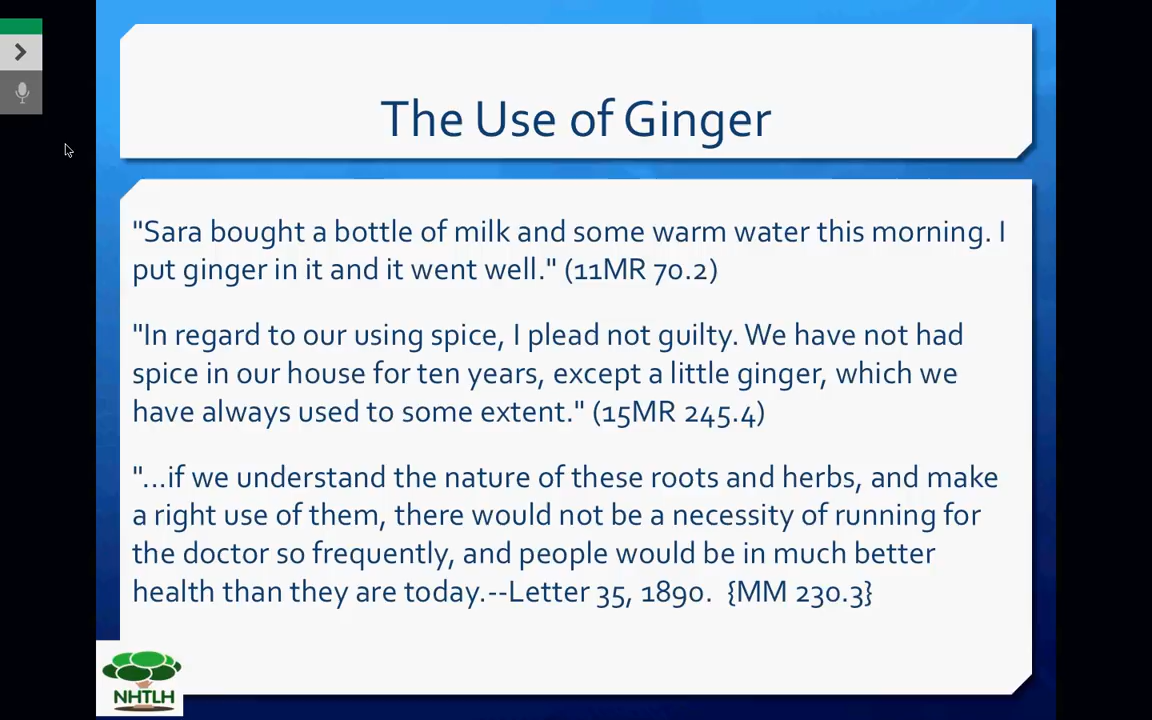 The Use of Ginger
"Sara bought a bottle of milk and some warm water this morning. I
put ginger in it and it went well." (11MR 70.2)
"In regard to our using spice, I plead not guilty. We have not had
spice in our house for ten years, except a little ginger, which we
have always used to some extent." (15MR 245.4)
"...if we understand the nature of these roots and herbs, and make
a right use of them, there would not be a necessity of running for
the doctor so frequently, and people would be in much better
health than they are today.--Letter 35, 1890.  {MM 230.3}
NHTLH